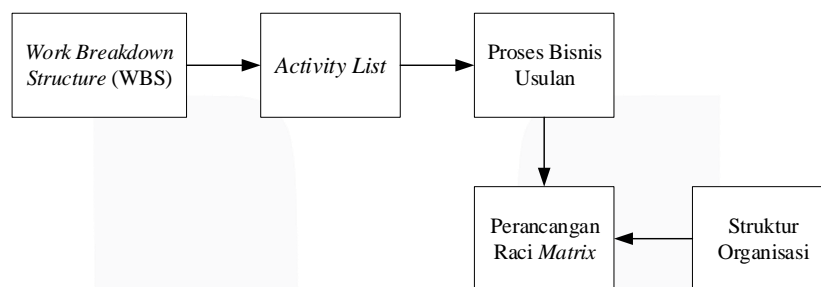 Work Breakdown
Structure (WBS)
Activity List
Proses Bisnis
Usulan
Perancangan
Raci Matrix
Struktur
Organisasi